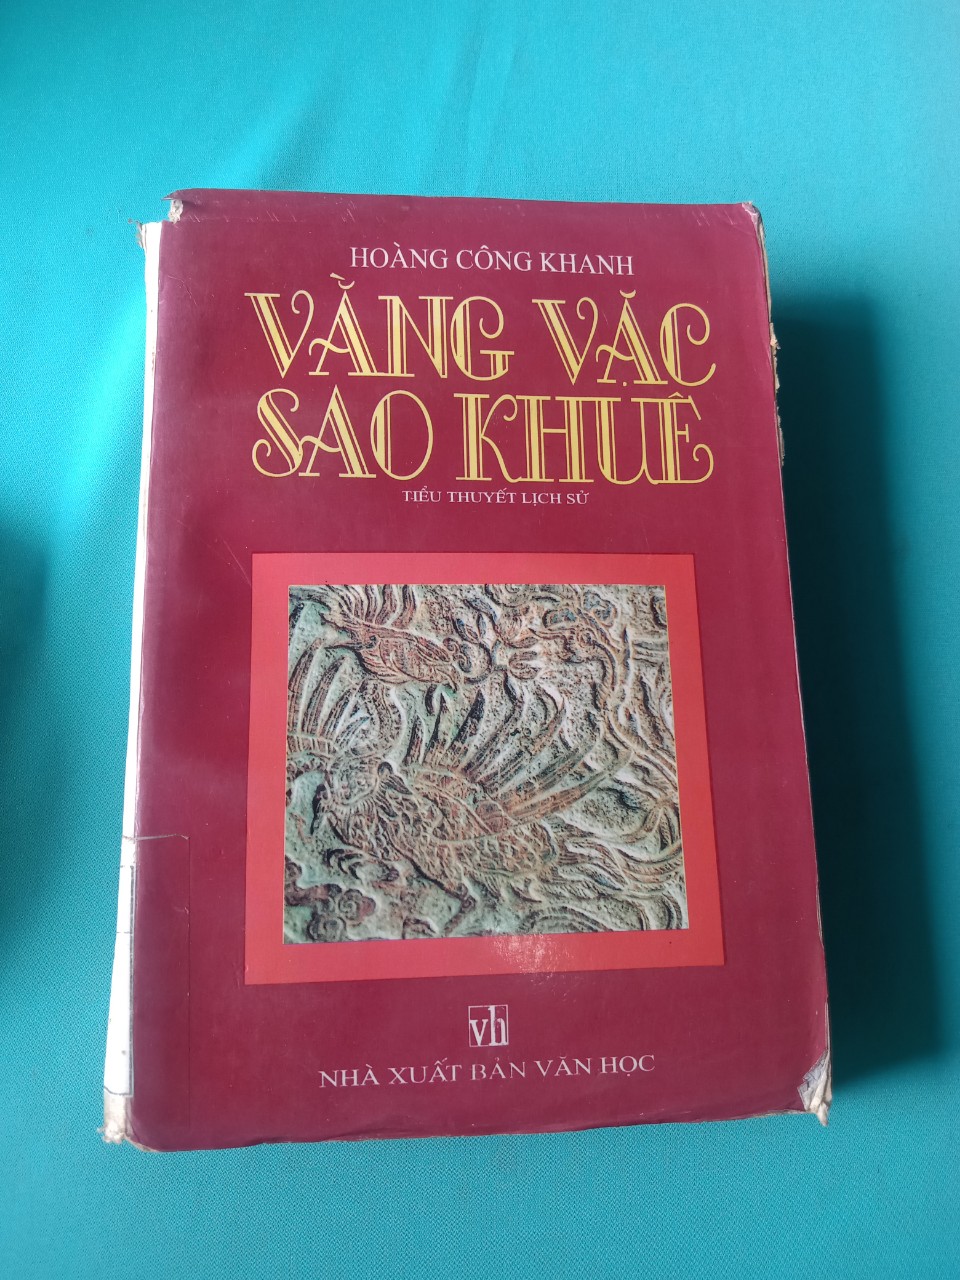 HOÀNG CÔNG KHANH
VẰNG VẶC
SAO KHUÊ
TIỂU THUYẾT LỊCH SỬ
vh
NHÀ XUẤT BẢN VĂN HỌC